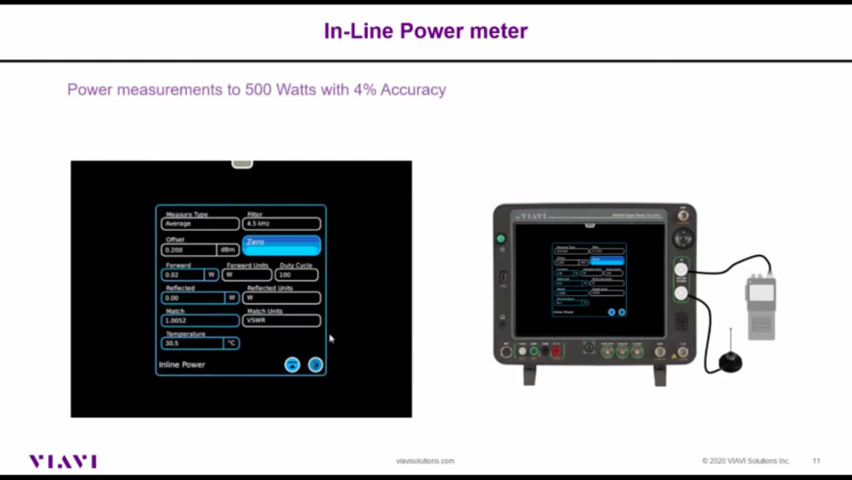 In-Line Power meter
Power measurements to 500 Watts with 4% Accuracy
Measure Type
Filter
Average
4.5 kHz
Offset
Zero
0.200
dBm
Forward
Forward Units
Duty Cycle
0.02
W
W
100
Reflected
Reflected Units
0.00
W
W
Match
Match Units
1.0052
VSWR
Temperature
30.5
°C
Inline Power
VIAVI
VIAVI
viavisolutions.com
© 2020 VIAVI Solutions Inc.
11